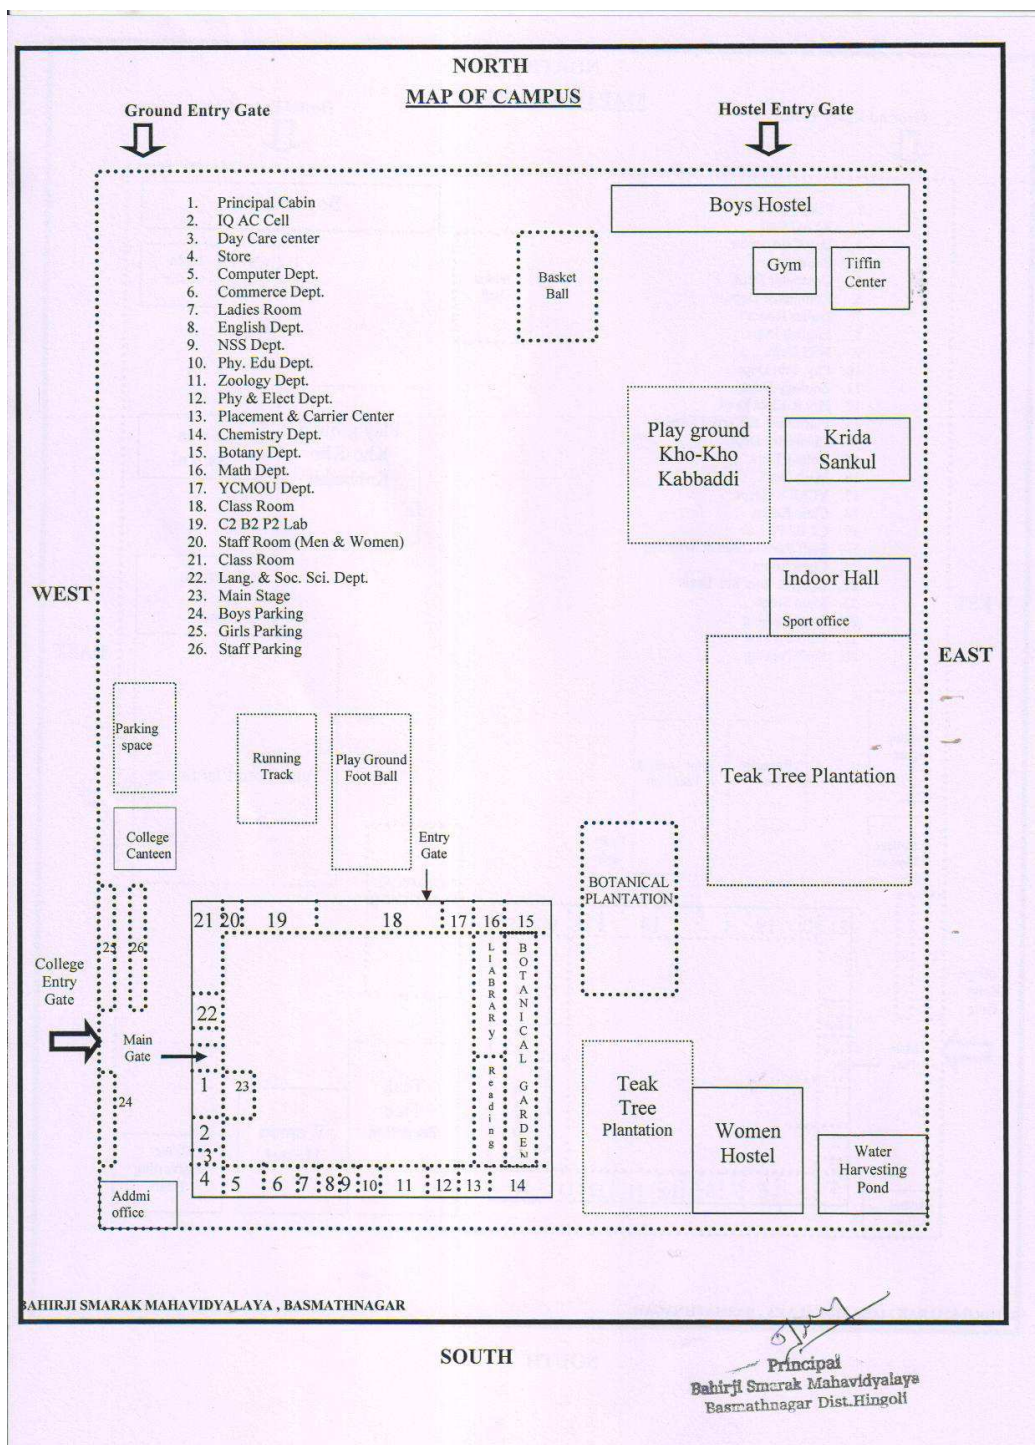 NORTH
MAP OF CAMPUS
Ground Entry Gate
Hostel Entry Gate
1. Principal Cabin
2. IQ AC Cell
3. Day Care center
4. Store
5. Computer Dept.
6. Commerce Dept.
7. Ladies Room
8. English Dept.
9. NSS Dept.
10. Phy. Edu Dept.
11. Zoology Dept.
12. Phy & Elect Dept.
13. Placement & Carrier Center
14. Chemistry Dept.
15. Botany Dept.
16. Math Dept.
17. YCMOU Dept.
18. Class Room
19. C2 B2 P2 Lab
20. Staff Room (Men & Women)
21. Class Room
22. Lang. & Soc. Sci. Dept.
23. Main Stage
24. Boys Parking
25. Girls Parking
26. Staff Parking
Boys Hostel
Gym
Tiffin
Center
Basket
Ball
Play ground
Kho-Kho
Kabbaddi
Krida
Sankul
Indoor Hall
Sport office
WEST
EAST
Teak Tree Plantation
Parking
space
Running
Track
Play Ground
Foot Ball
College
Canteen
Entry
Gate
BOTANICAL
PLANTATION
21 20 19 18 17 16 15
25 26
College
Entry
Gate
22
Main
Gate
LIABRARy
Reading
BOTANICAL GARDEN
1 23
24
2
3
4 5 6 7 8 9 10 11 12 13 14
Addmi
office
Teak
Tree
Plantation
Women
Hostel
Water
Harvesting
Pond
BAHIRJI SMARAK MAHAVIDYALAYA , BASMATHNAGAR
SOUTH
Principal
Bahirji Smarak Mahavidyalaya
Basmathnagar Dist.Hingoli